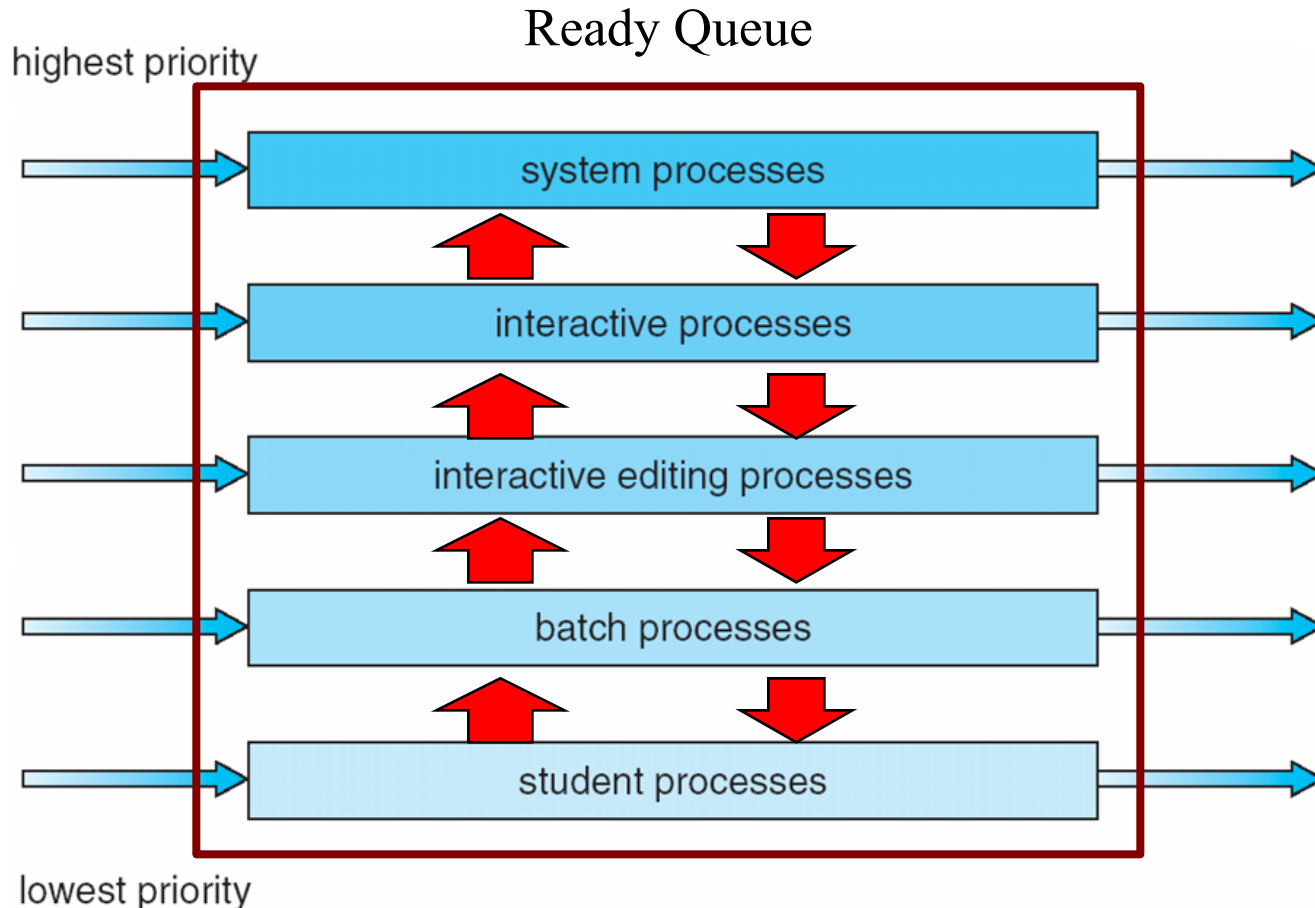 Ready Queue
highest priority
system processes
interactive processes
interactive editing processes
batch processes
student processes
lowest priority